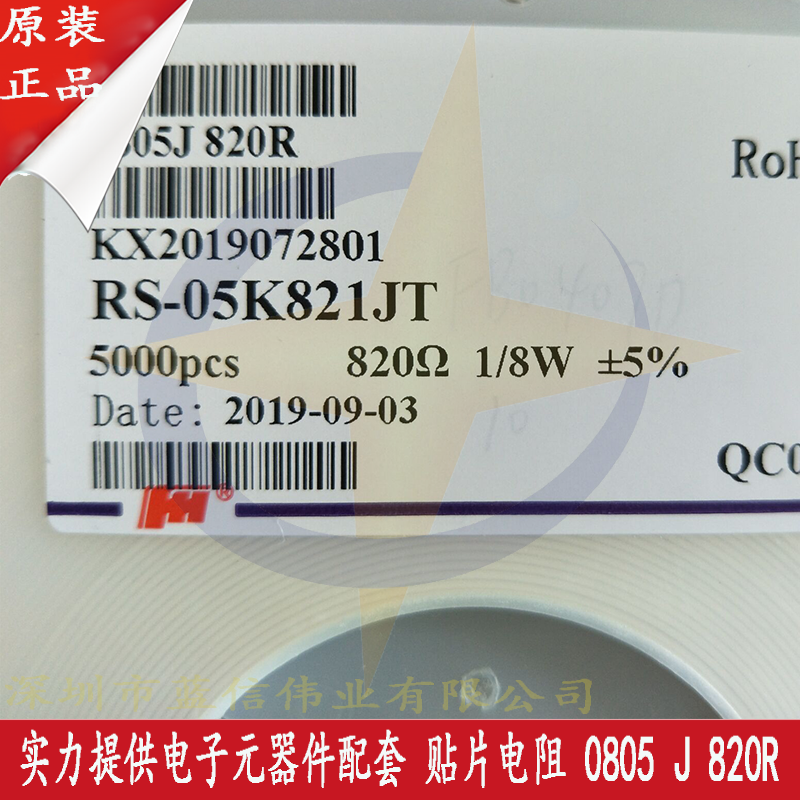 原装
正品
0805J 820R
RoH
KX2019072801
RS-05K821JT
5000pcs 820Ω 1/8W ±5%
Date: 2019-09-03
QC0
®
深圳市蓝信伟业有限公司
实力提供电子元器件配套 贴片电阻 0805 J 820R